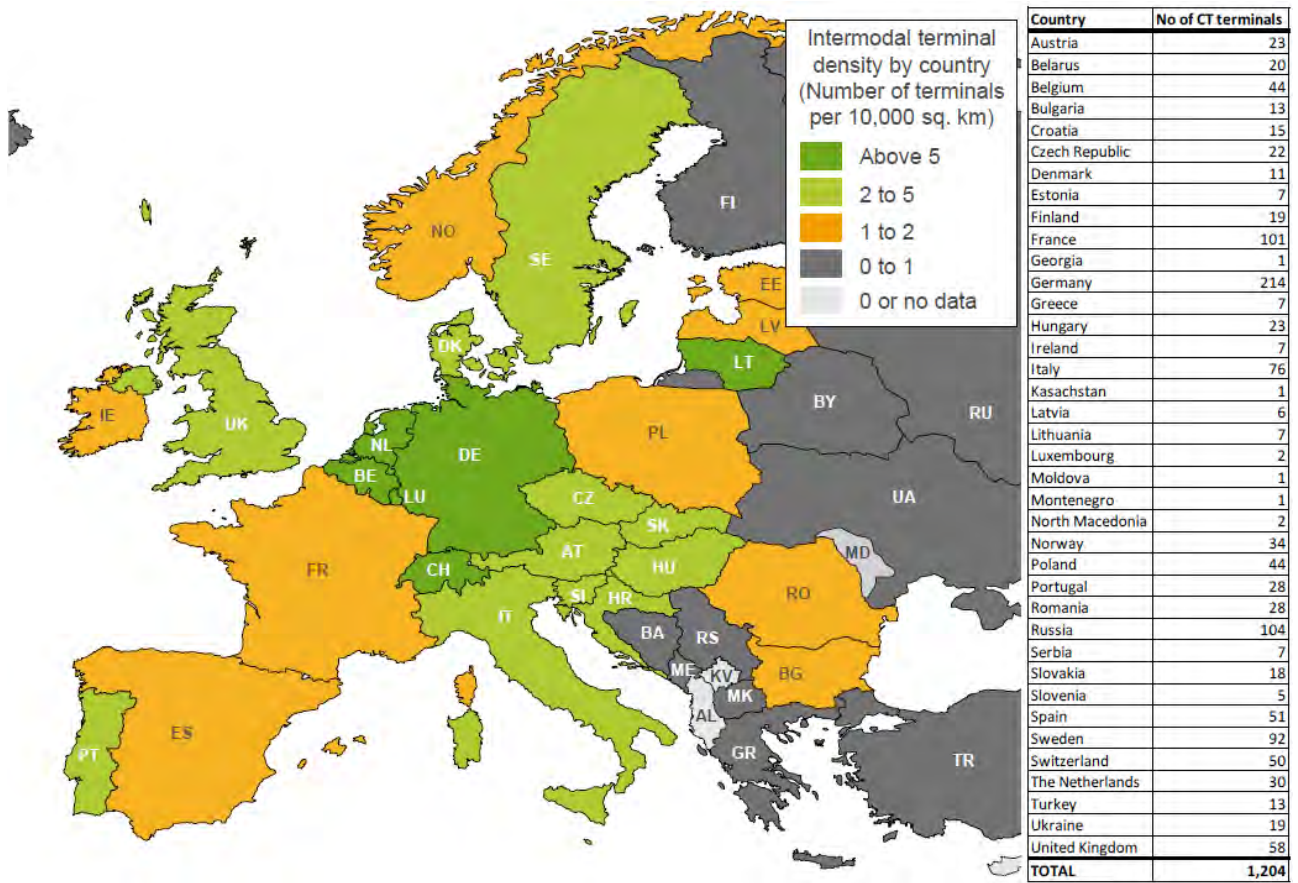 Intermodal terminal
density by country
(Number of terminals
per 10,000 sq. km)
Above 5
2 to 5
1 to 2
0 to 1
0 or no data
NO
SE
FI
EE
LV
LT
DK
IE
UK
NL
BE
LU
DE
PL
BY
RU
UA
CZ
SK
AT
HU
CH
FR
SI
HR
IT
RO
MD
BA
RS
ME
KV
MK
BG
AL
GR
TR
PT
ES
Country No of CT terminals
Austria 23
Belarus 20
Belgium 44
Bulgaria 13
Croatia 15
Czech Republic 22
Denmark 11
Estonia 7
Finland 19
France 101
Georgia 1
Germany 214
Greece 7
Hungary 23
Ireland 7
Italy 76
Kasachstan 1
Latvia 6
Lithuania 7
Luxembourg 2
Moldova 1
Montenegro 1
North Macedonia 2
Norway 34
Poland 44
Portugal 28
Romania 28
Russia 104
Serbia 7
Slovakia 18
Slovenia 5
Spain 51
Sweden 92
Switzerland 50
The Netherlands 30
Turkey 13
Ukraine 19
United Kingdom 58
TOTAL 1,204